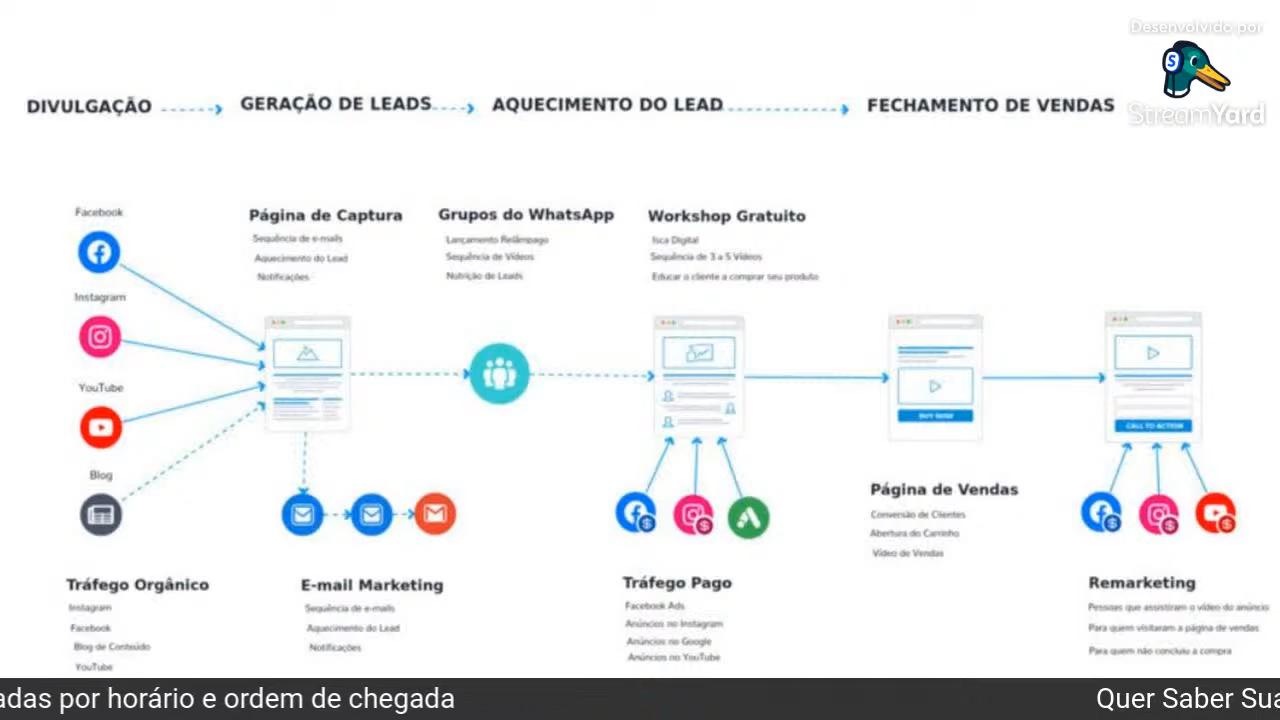 Desenvolvido por
StreamYard
DIVULGAÇÃO
GERAÇÃO DE LEADS
AQUECIMENTO DO LEAD
FECHAMENTO DE VENDAS
Facebook
Instagram
YouTube
Blog
Página de Captura
Sequência de e-mails
Aquecimento do Lead
Notificações
Grupos do WhatsApp
Lançamento Relâmpago
Sequência de Vídeos
Nutrição de Leads
Workshop Gratuito
Isca Digital
Sequência de 3 a 5 Vídeos
Educar o cliente a comprar seu produto
BUY NOW
CALL TO ACTION
Página de Vendas
Conversão de Clientes
Abertura do Carrinho
Vídeo de Vendas
Tráfego Orgânico
Instagram
Facebook
Blog de Conteúdo
YouTube
E-mail Marketing
Sequência de e-mails
Aquecimento do Lead
Notificações
Tráfego Pago
Facebook Ads
Anúncios no Instagram
Anúncios no Google
Anúncios no YouTube
Remarketing
Pessoas que assistiram o vídeo do anúncio
Para quem visitaram a página de vendas
Para quem não concluiu a compra
adas por horário e ordem de chegada
Quer Saber Sua